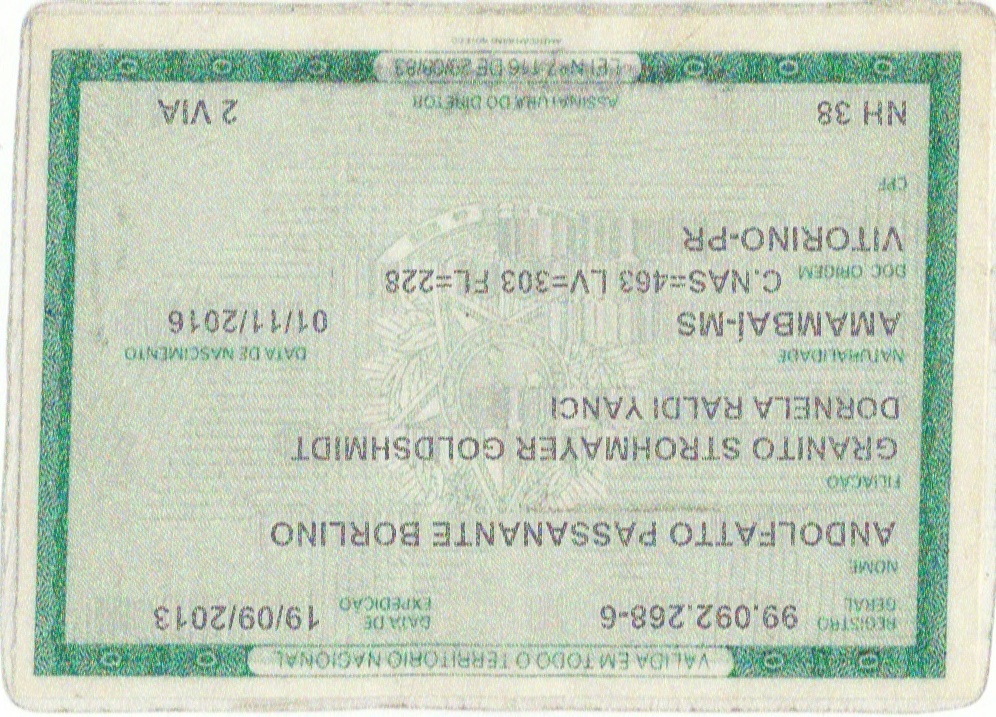 VÁLIDA EM TODO O TERRITÓRIO NACIONAL
REGISTRO GERAL 99.092.268-6 DATA DE EXPEDIÇÃO 19/09/2013
NOME
ANDOLFATTO PASSANANTE BORLINO
FILIAÇÃO
GRANITO STROHMAYER GOLDSHMIDT
DORNELA RALDI YANCI
NATURALIDADE DATA DE NASCIMENTO
AMAMBAÍ-MS 01/11/2016
DOC ORIGEM C.NAS=463 LV=303 FL=228
VITORINO-PR
CPF
NH 38 ASSINATURA DO DIRETOR 2 VIA
LEI Nº 7.116 DE 29/08/83